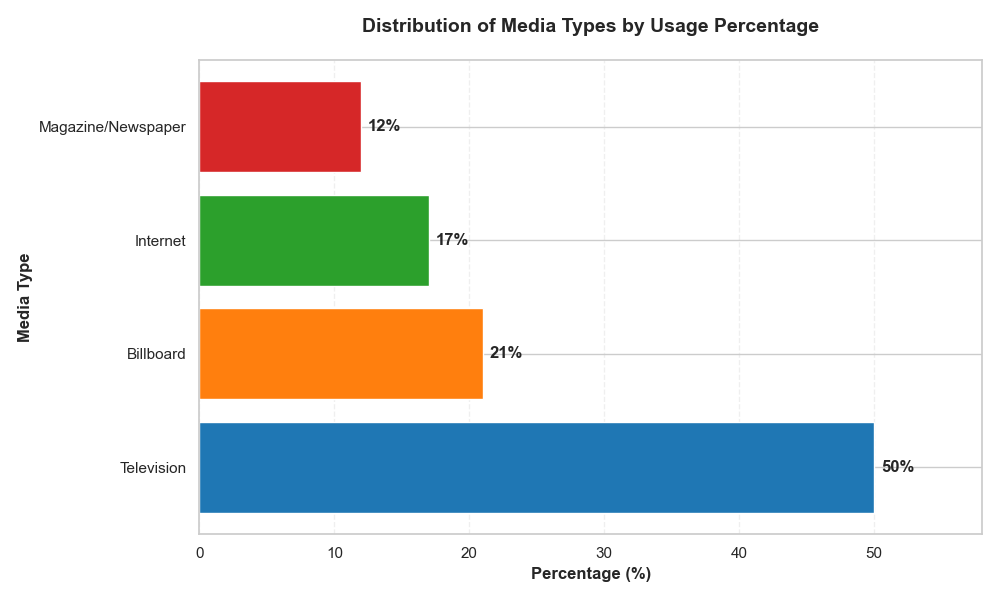 Distribution of Media Types by Usage Percentage
Media Type
Magazine/Newspaper
12%
Internet
17%
Billboard
21%
Television
50%
0 10 20 30 40 50
Percentage (%)